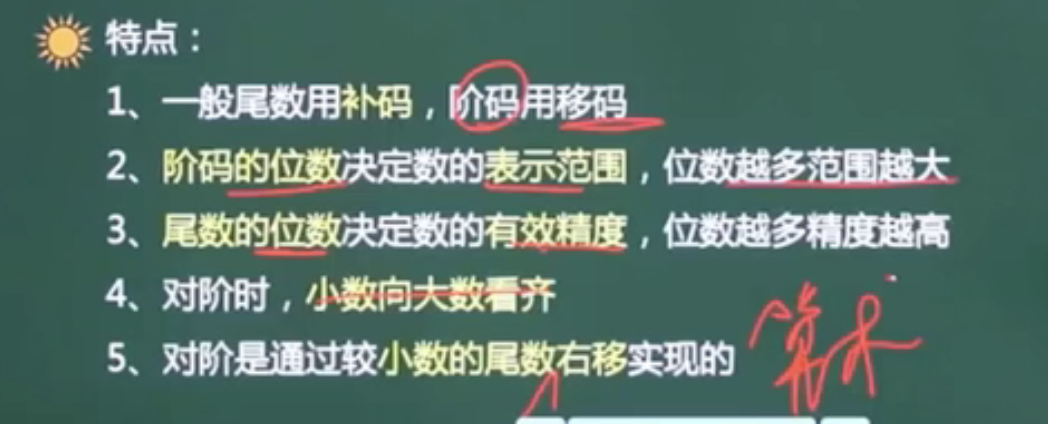 特点：
1、一般尾数用补码，阶码用移码
2、阶码的位数决定数的表示范围，位数越多范围越大
3、尾数的位数决定数的有效精度，位数越多精度越高
4、对阶时，小数向大数看齐
5、对阶是通过较小数的尾数右移实现的
算术